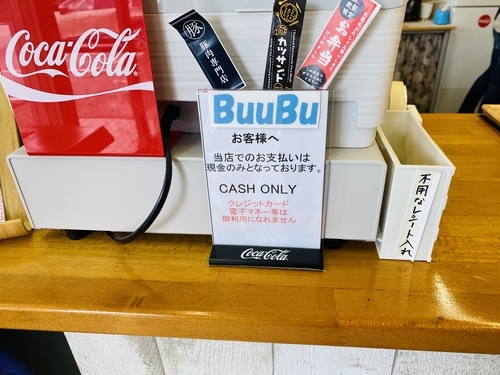 Coca-Cola
豚
豚肉専門店
カツサンド
お弁当
BuuBu
お客様へ
当店でのお支払いは
現金のみとなっております。
CASH ONLY
クレジットカード
電子マネー等は
御利用になれません
Coca-Cola
不用なレシート入れ